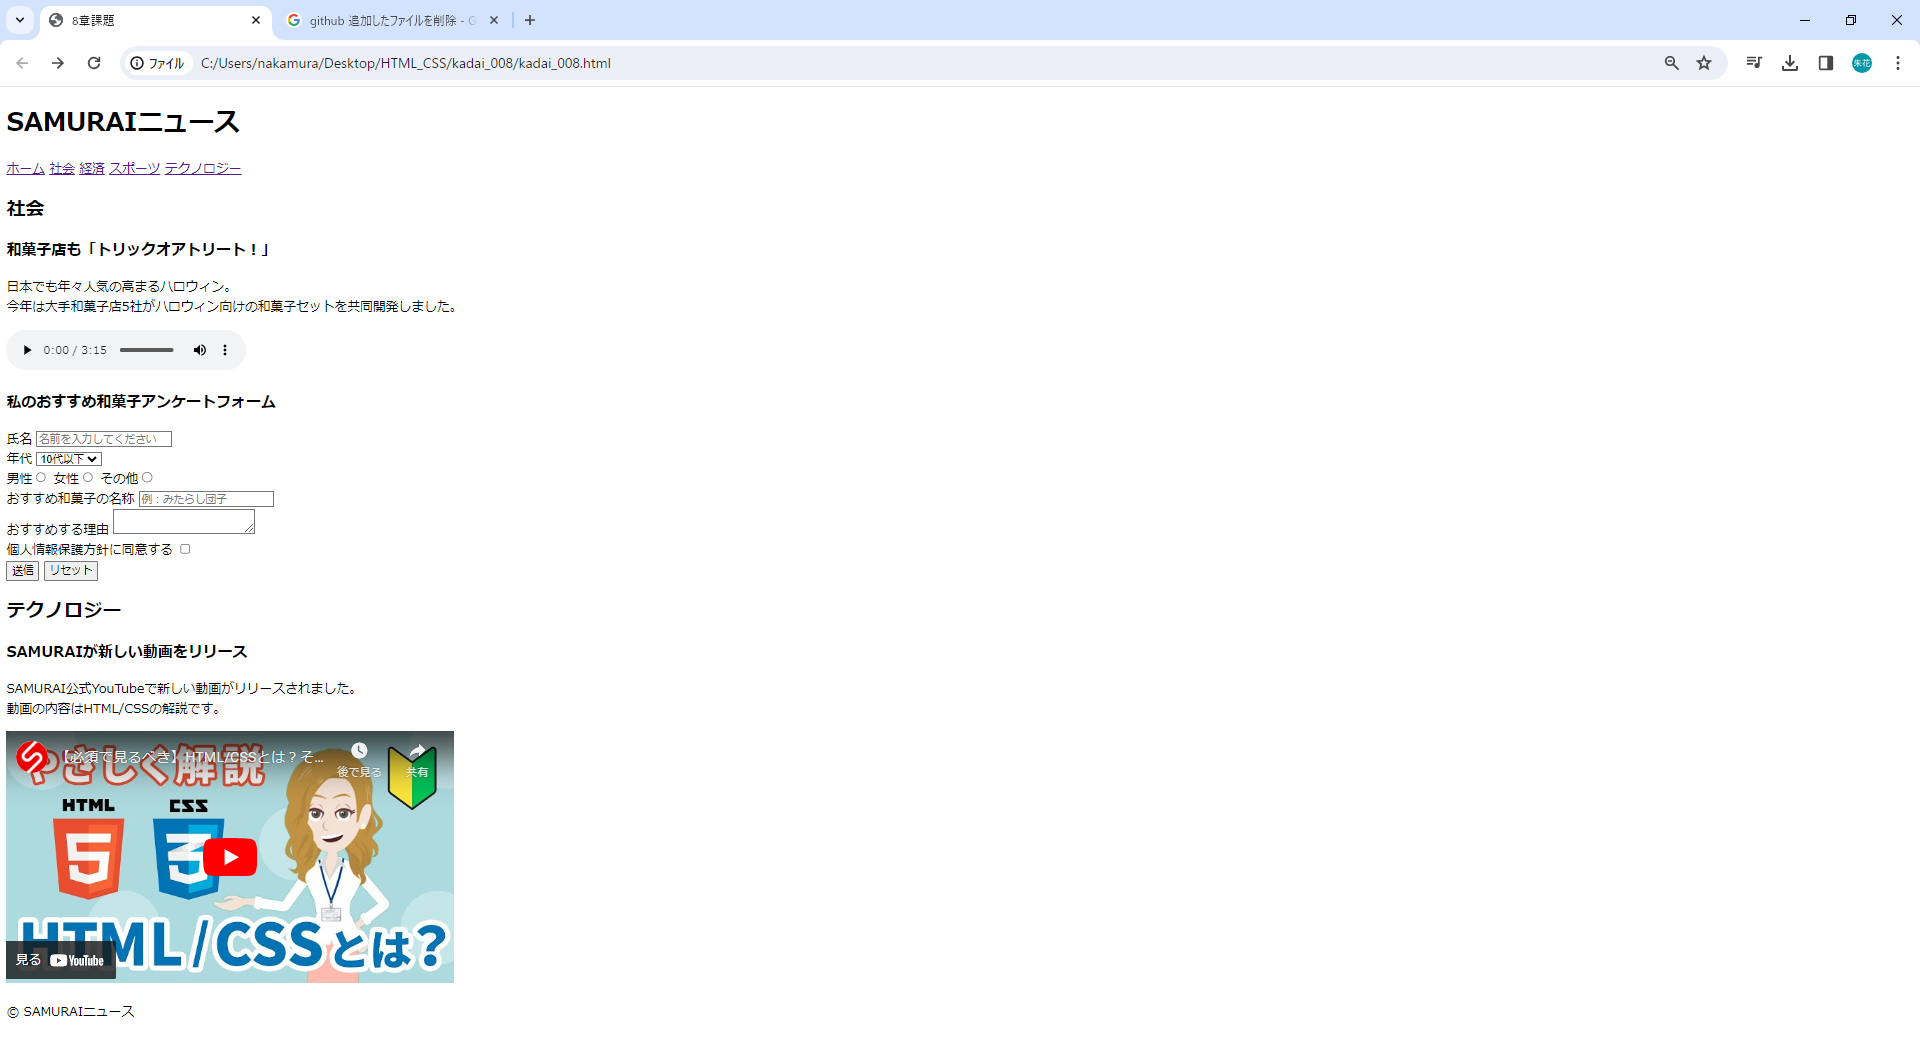 8章課題
github 追加したファイルを削除 - G
ファイル
C:/Users/nakamura/Desktop/HTML_CSS/kadai_008/kadai_008.html
朱花
SAMURAIニュース
ホーム 社会 経済 スポーツ テクノロジー
社会
和菓子店も「トリックオアトリート！」
日本でも年々人気の高まるハロウィン。
今年は大手和菓子店5社がハロウィン向けの和菓子セットを共同開発しました。
0:00 / 3:15
私のおすすめ和菓子アンケートフォーム
氏名 名前を入力してください
年代 10代以下
男性 女性 その他
おすすめ和菓子の名称 例：みたらし団子
おすすめする理由
個人情報保護方針に同意する
送信 リセット
テクノロジー
SAMURAIが新しい動画をリリース
SAMURAI公式YouTubeで新しい動画がリリースされました。
動画の内容はHTML/CSSの解説です。
【必須で見るべき】HTML/CSSとは？そ...
後で見る 共有
やさしく解説
HTML CSS
HTML/CSSとは?
見る YouTube
© SAMURAIニュース